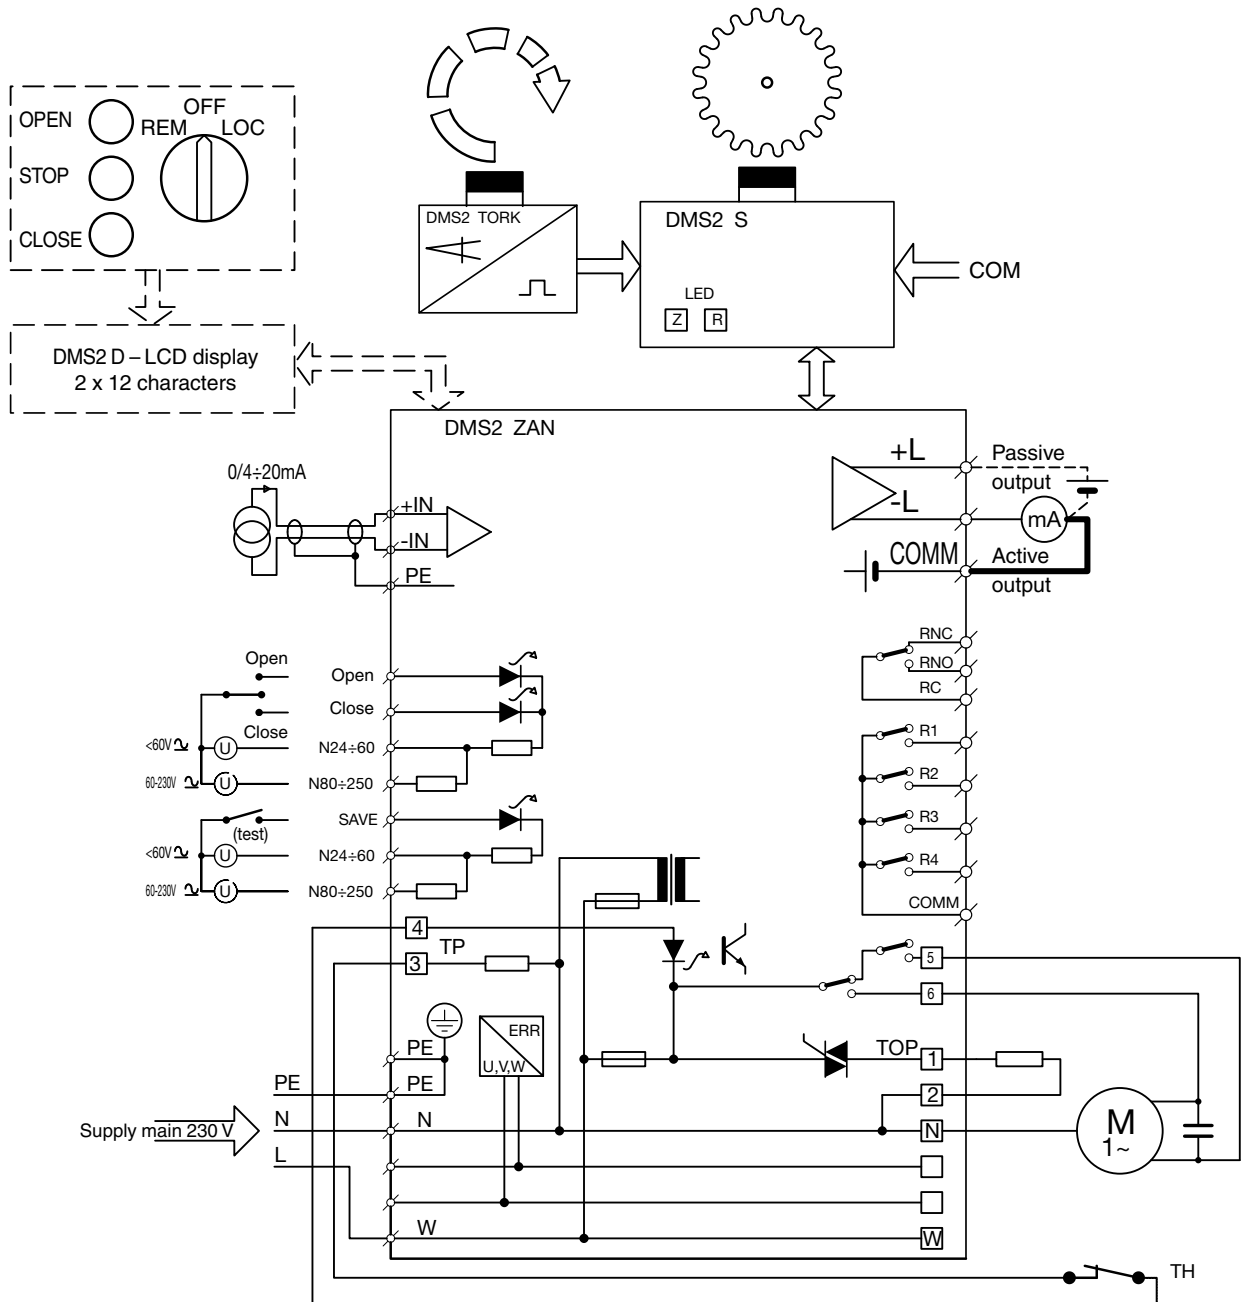 OFF
OPEN
REM
LOC
STOP
CLOSE
DMS2 TORK
DMS2 S
LED
Z
R
COM
DMS2 D – LCD display
2 x 12 characters
DMS2 ZAN
0/4÷20mA
+IN
-IN
PE
+L
-L
COMM
Passive
output
mA
Active
output
RNC
RNO
RC
R1
R2
R3
R4
COMM
Open
Open
Close
Close
<60V
U
N24÷60
60-230V
U
N80÷250
SAVE
(test)
<60V
U
N24÷60
60-230V
U
N80÷250
4
TP
3
5
6
ERR
U,V,W
PE
TOP
1
PE
PE
2
Supply main 230 V
N
N
N
M
1~
L
W
W
TH